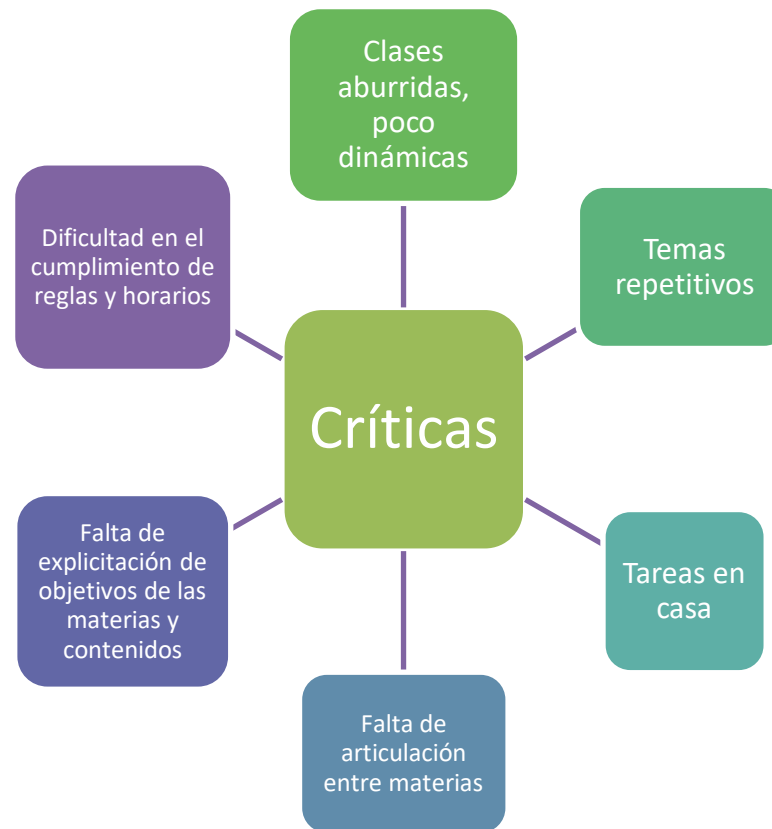 Clases
aburridas,
poco
dinámicas
Temas
repetitivos
Tareas en
casa
Falta de
articulación
entre materias
Falta de
explicitación de
objetivos de las
materias y
contenidos
Dificultad en el
cumplimiento de
reglas y horarios
Críticas